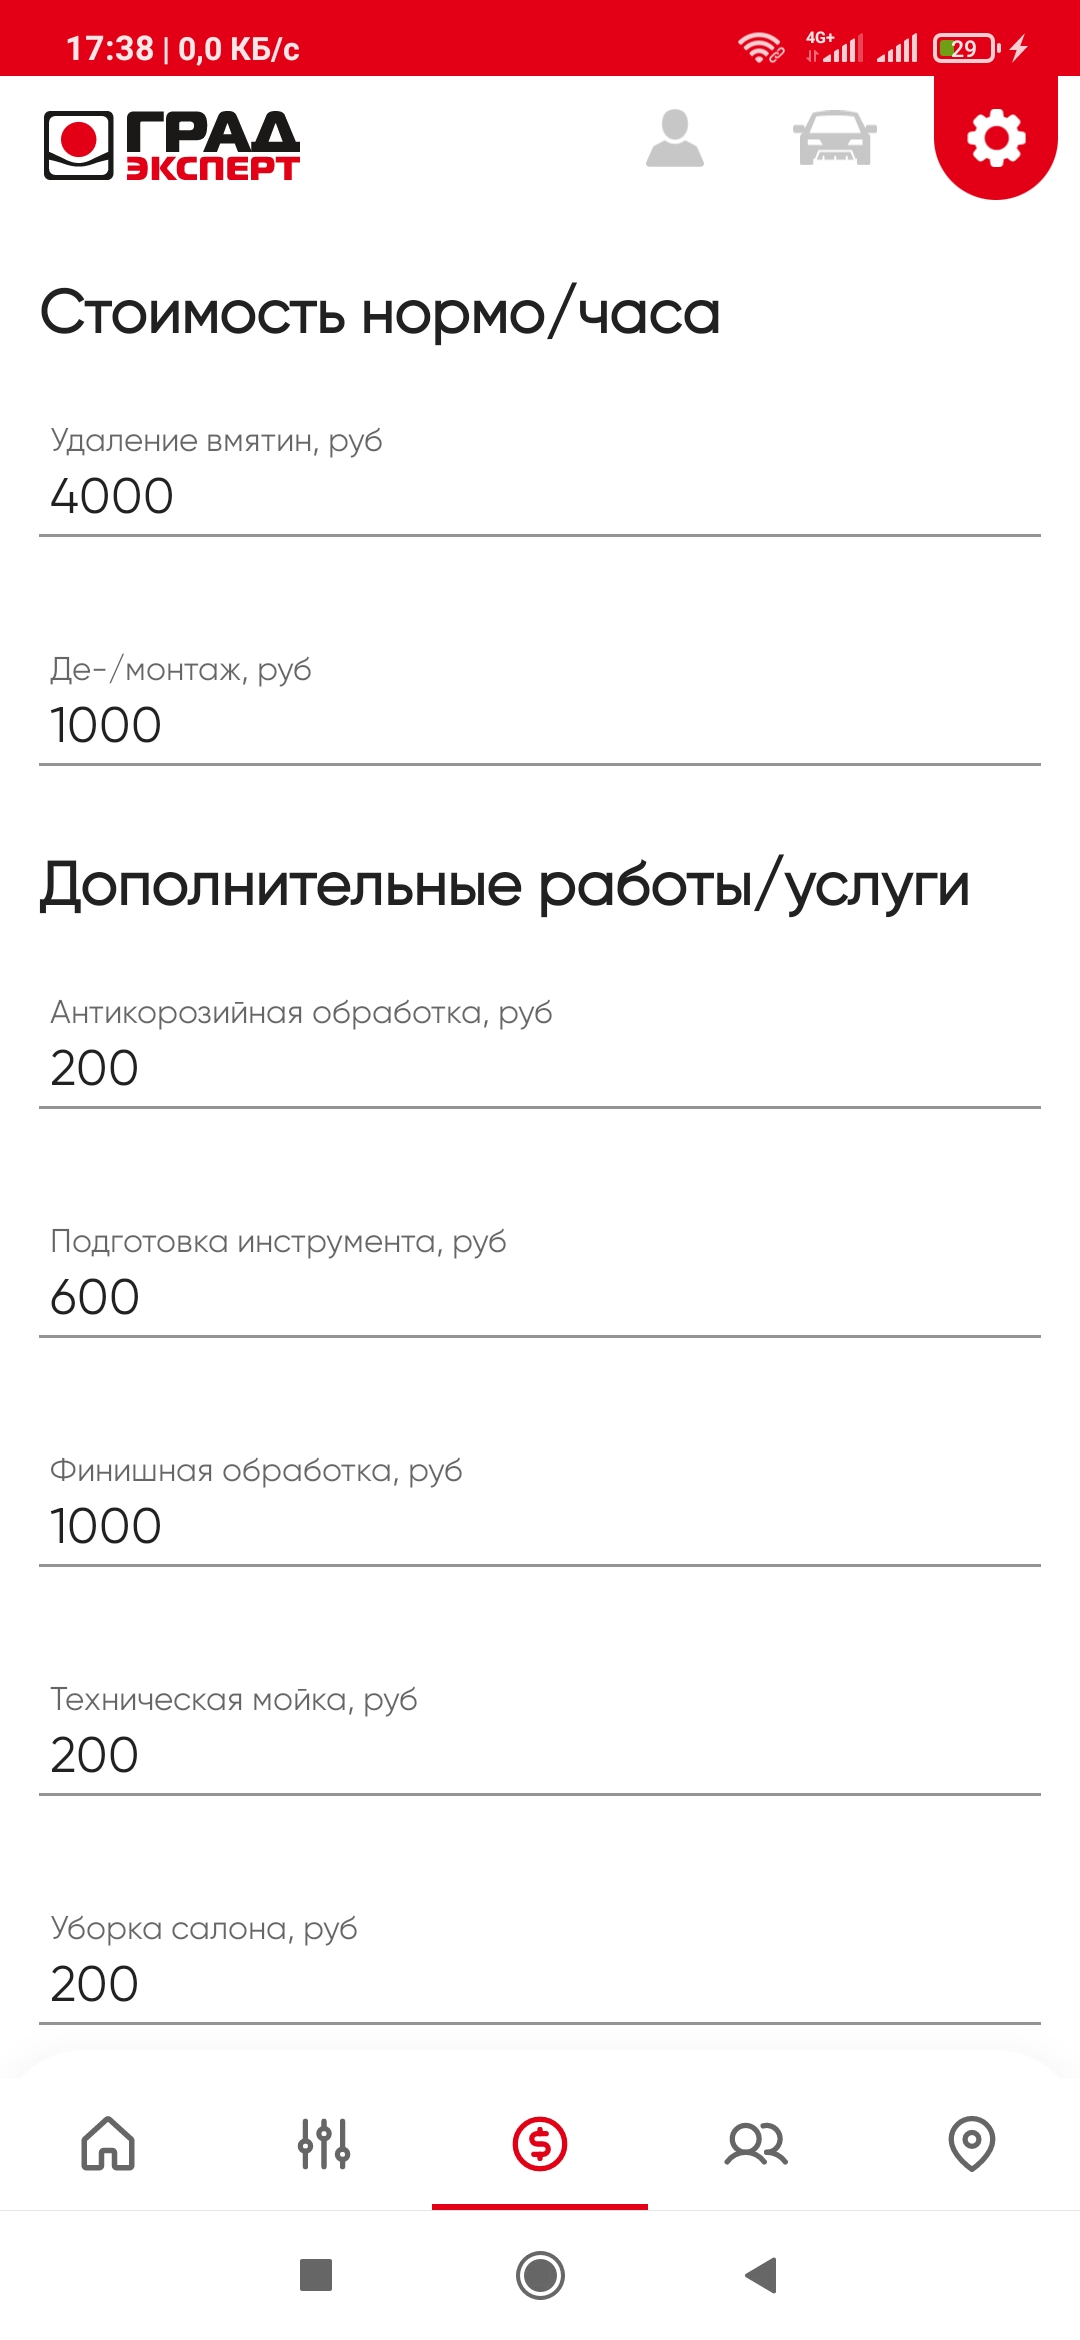 17:38 | 0,0 КБ/с
4G+
29
ГРАД
ЭКСПЕРТ
Стоимость нормо/часа
Удаление вмятин, руб
4000
Де-/монтаж, руб
1000
Дополнительные работы/услуги
Антикорозийная обработка, руб
200
Подготовка инструмента, руб
600
Финишная обработка, руб
1000
Техническая мойка, руб
200
Уборка салона, руб
200